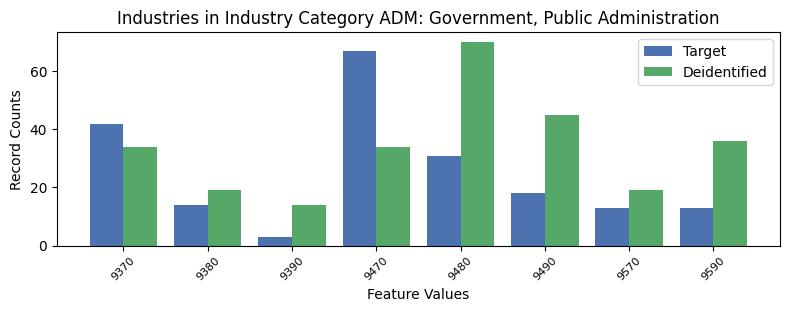 Industries in Industry Category ADM: Government, Public Administration
Target
Deidentified
Record Counts
60
40
20
0
9370 9380 9390 9470 9480 9490 9570 9590
Feature Values